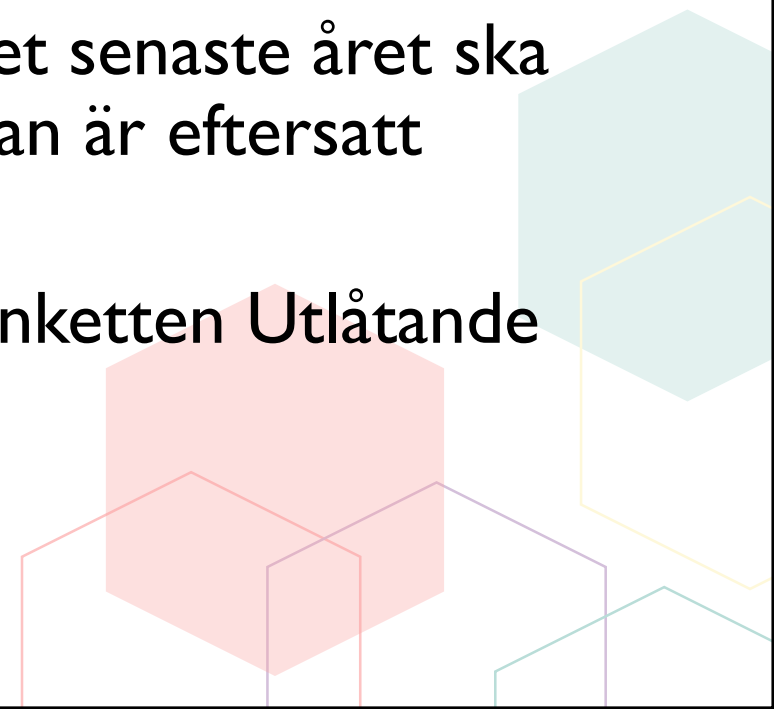 et senaste året ska
an är eftersatt
nketten Utlåtande